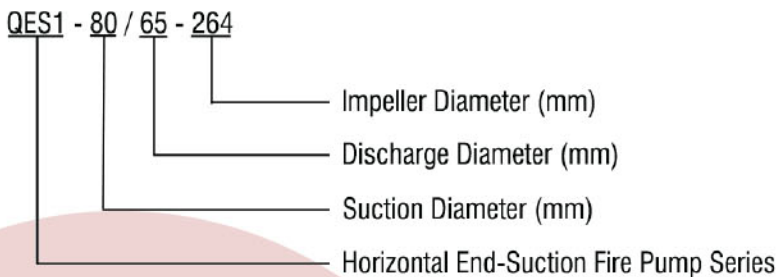 QES1 - 80 / 65 - 264
Impeller Diameter (mm)
Discharge Diameter (mm)
Suction Diameter (mm)
Horizontal End-Suction Fire Pump Series